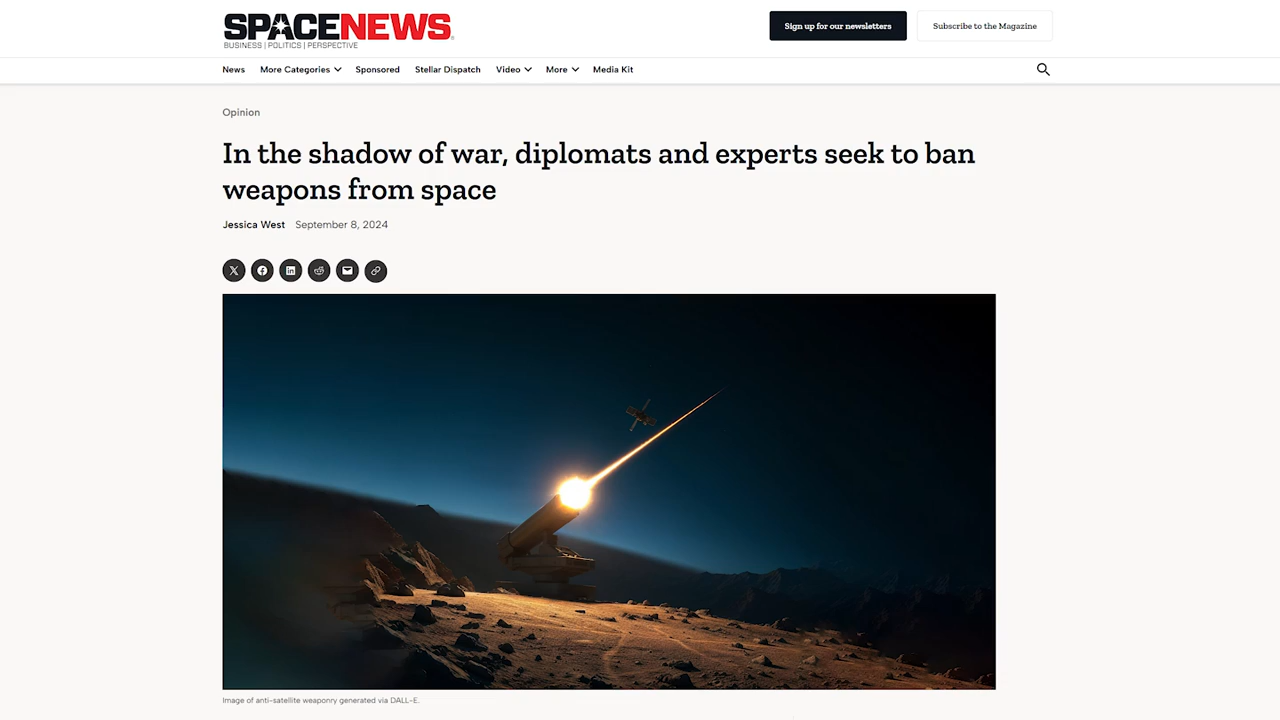 SPACENEWS
BUSINESS | POLITICS | PERSPECTIVE
Sign up for our newsletters
Subscribe to the Magazine
News
More Categories
Sponsored
Stellar Dispatch
Video
More
Media Kit
Opinion
In the shadow of war, diplomats and experts seek to ban
weapons from space
Jessica West September 8, 2024
Image of anti-satellite weaponry generated via DALL-E.